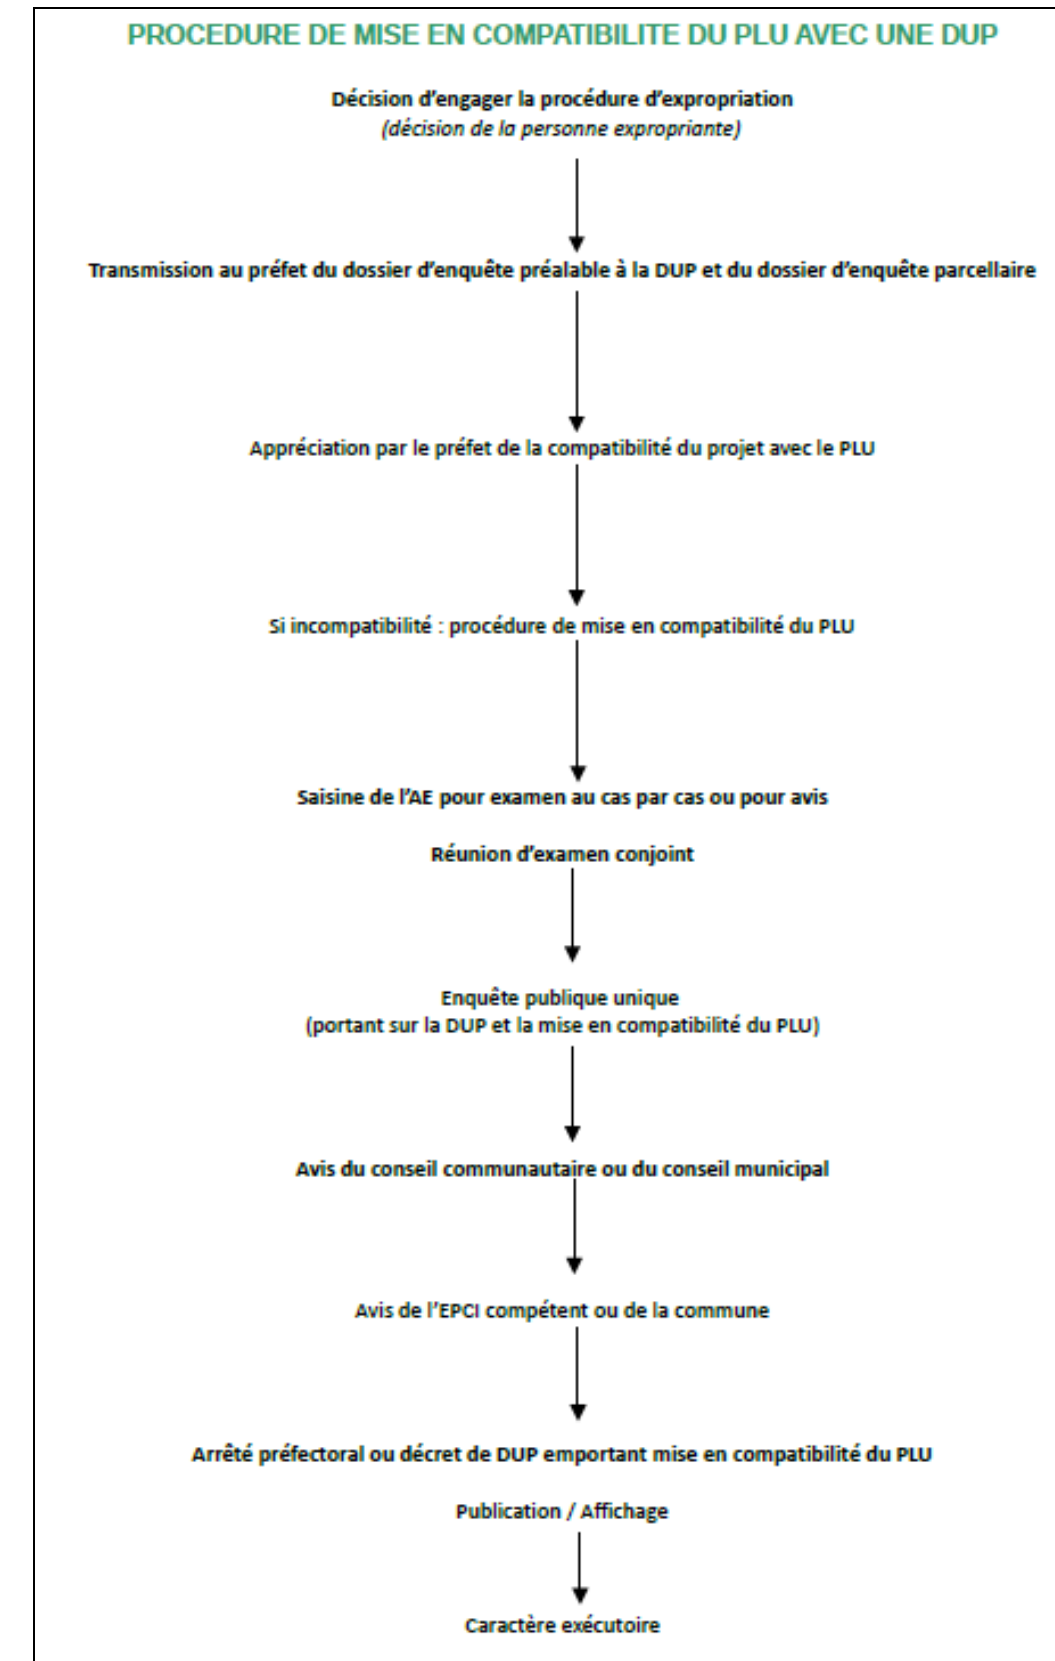 PROCEDURE DE MISE EN COMPATIBILITE DU PLU AVEC UNE DUP
Décision d’engager la procédure d’expropriation
(décision de la personne expropriante)
Transmission au préfet du dossier d’enquête préalable à la DUP et du dossier d’enquête parcellaire
Appréciation par le préfet de la compatibilité du projet avec le PLU
Si incompatibilité : procédure de mise en compatibilité du PLU
Saisine de l’AE pour examen au cas par cas ou pour avis
Réunion d’examen conjoint
Enquête publique unique
(portant sur la DUP et la mise en compatibilité du PLU)
Avis du conseil communautaire ou du conseil municipal
Avis de l’EPCI compétent ou de la commune
Arrêté préfectoral ou décret de DUP emportant mise en compatibilité du PLU
Publication / Affichage
Caractère exécutoire